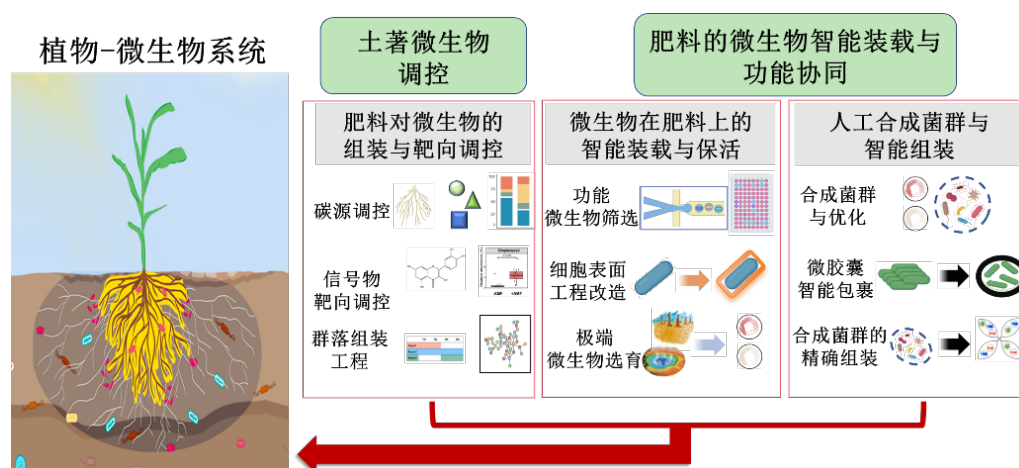 植物-微生物系统
土著微生物
调控
肥料的微生物智能装载与
功能协同
肥料对微生物的
组装与靶向调控
碳源调控
信号物
靶向调控
群落组装
工程
微生物在肥料上的
智能装载与保活
功能
微生物筛选
细胞表面
工程改造
极端
微生物选育
人工合成菌群与
智能组装
合成菌群
与优化
微胶囊
智能包裹
合成菌群的
精确组装